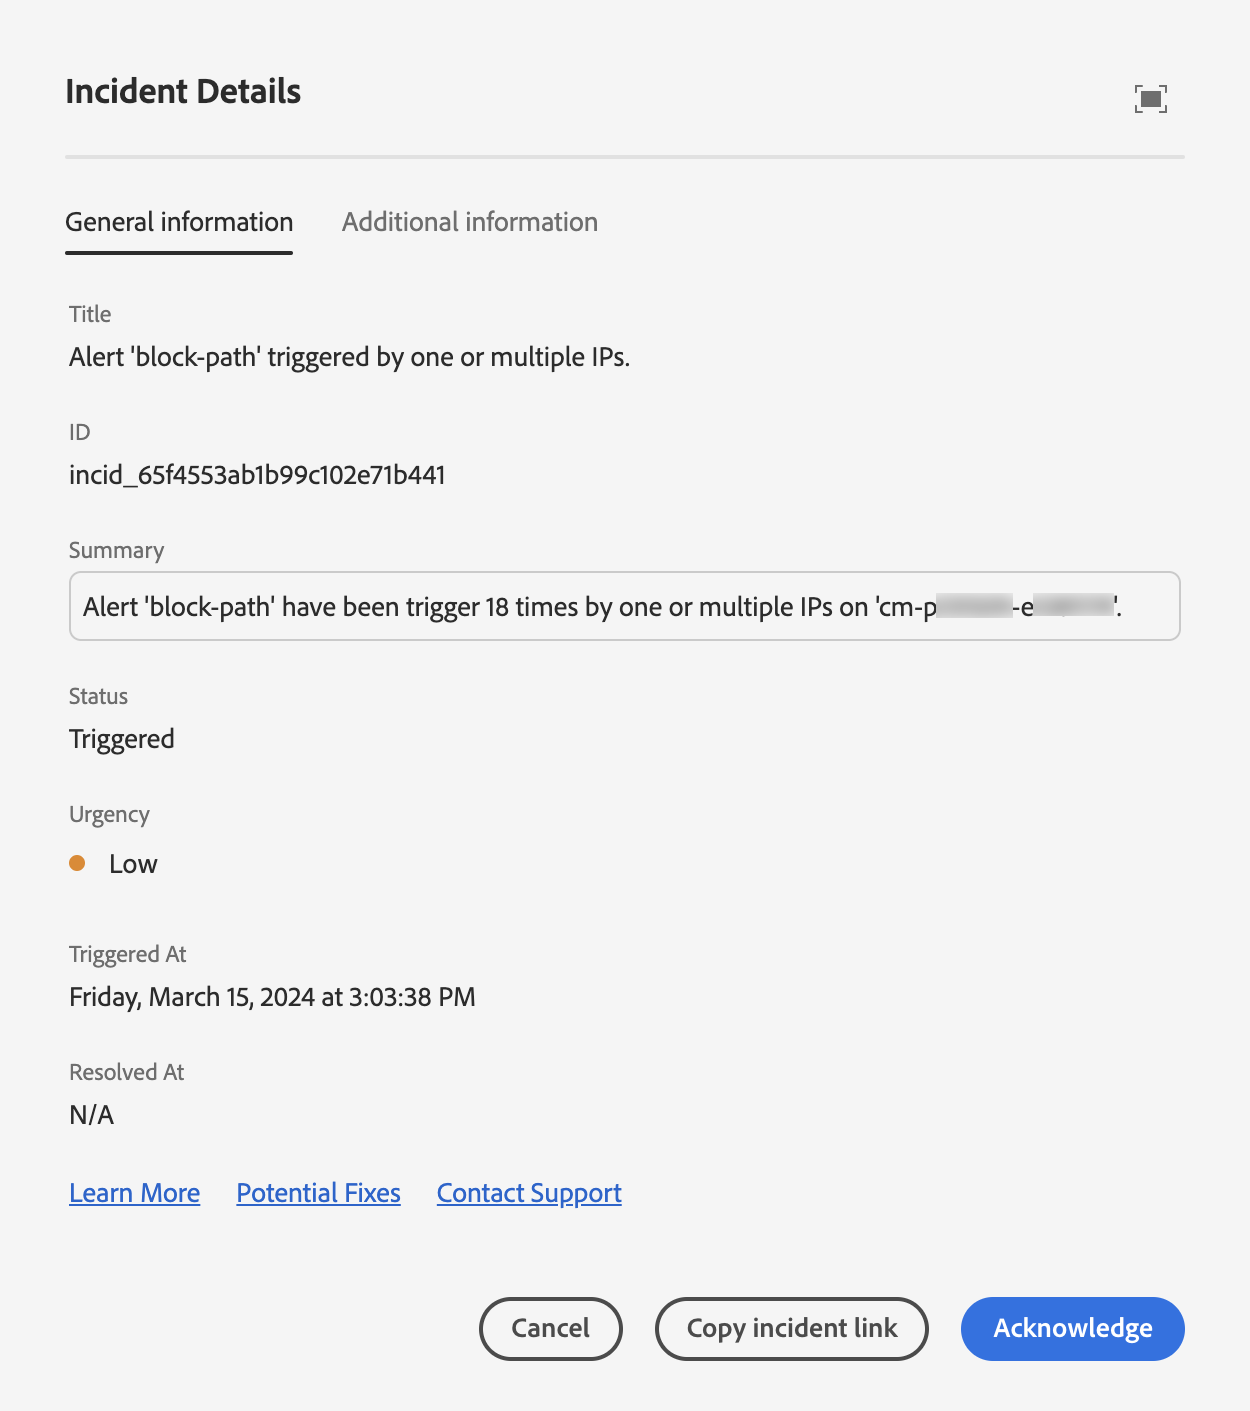 Incident Details
General information Additional information
Title
Alert 'block-path' triggered by one or multiple IPs.
ID
incid_65f4553ab1b99c102e71b441
Summary
Alert 'block-path' have been trigger 18 times by one or multiple IPs on 'cm-p -e '.
Status
Triggered
Urgency
Low
Triggered At
Friday, March 15, 2024 at 3:03:38 PM
Resolved At
N/A
Learn More Potential Fixes Contact Support
Cancel Copy incident link Acknowledge